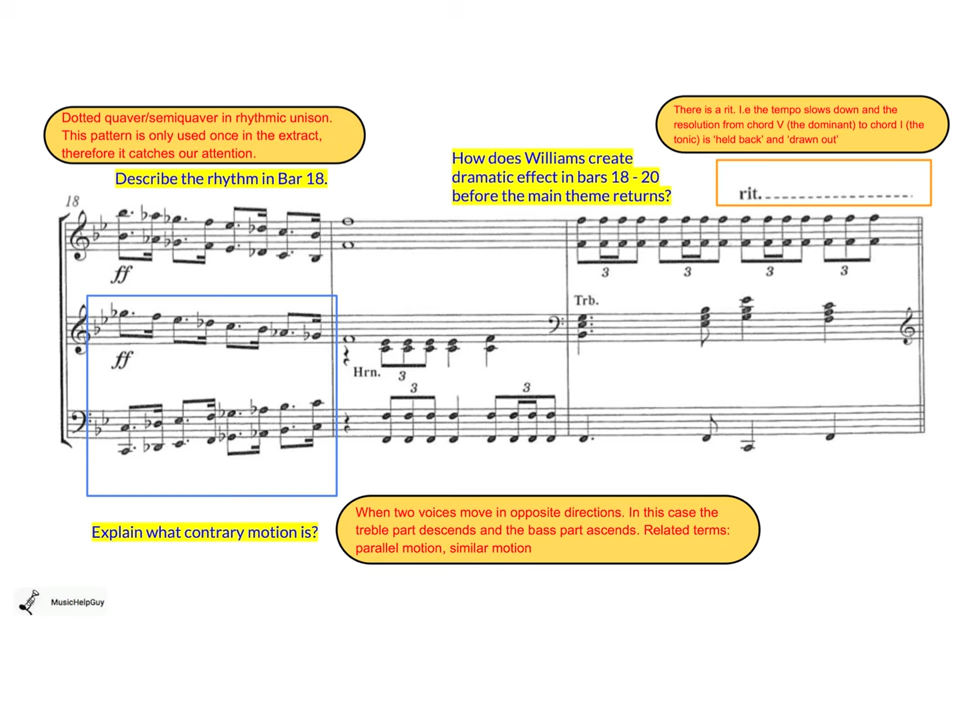 Dotted quaver/semiquaver in rhythmic unison.
This pattern is only used once in the extract,
therefore it catches our attention.
Describe the rhythm in Bar 18.
How does Williams create
dramatic effect in bars 18 - 20
before the main theme returns?
There is a rit. I.e the tempo slows down and the
resolution from chord V (the dominant) to chord I (the
tonic) is ‘held back’ and ‘drawn out’
rit.
18
ff
3 3 3 3
Trb.
ff
Hrn. 3
3 3
Explain what contrary motion is?
When two voices move in opposite directions. In this case the
treble part descends and the bass part ascends. Related terms:
parallel motion, similar motion
MusicHelpGuy